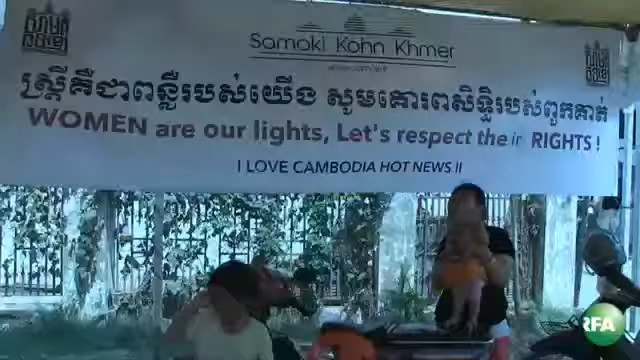 Samaki Kohn Khmer
ស្ត្រីគឺជាពន្លឺរបស់យើង សូមគោរពសិទ្ធិរបស់ពួកគាត់
WOMEN are our lights, Let's respect the ir RIGHTS !
I LOVE CAMBODIA HOT NEWS II
RFA